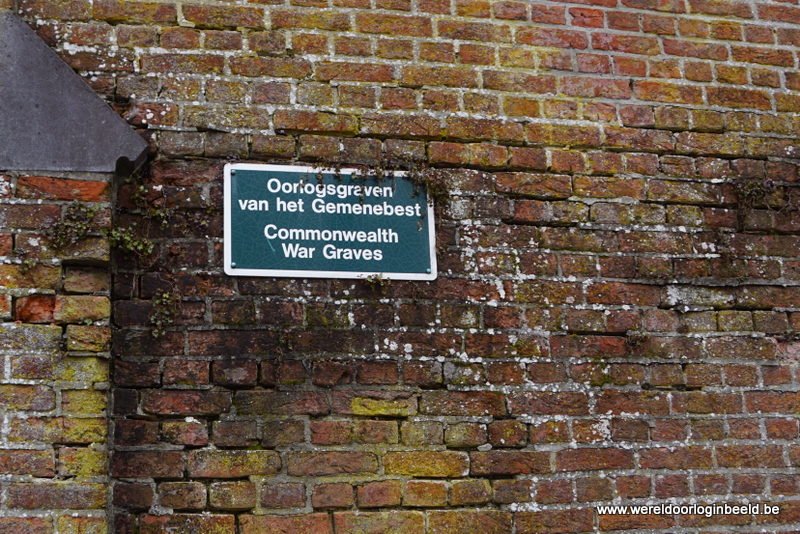 Oorlogsgraven
van het Gemenebest
Commonwealth
War Graves
www.wereldoorloginbeeld.be